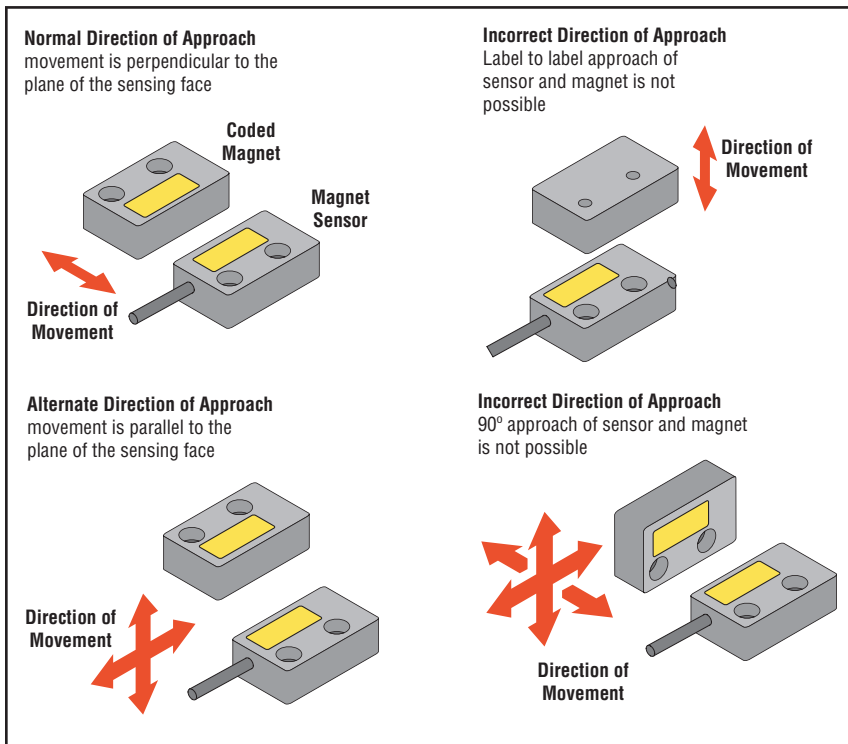 Normal Direction of Approach
movement is perpendicular to the
plane of the sensing face
Coded
Magnet
Magnet
Sensor
Direction of
Movement
Incorrect Direction of Approach
Label to label approach of
sensor and magnet is not
possible
Direction of
Movement
Alternate Direction of Approach
movement is parallel to the
plane of the sensing face
Direction of
Movement
Incorrect Direction of Approach
90º approach of sensor and magnet
is not possible
Direction of
Movement